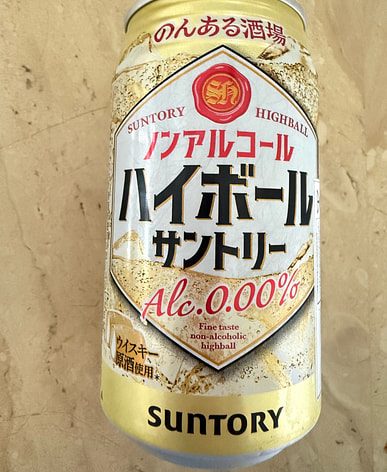 のんある酒場
SUNTORY HIGHBALL
ノンアルコール
ハイボール
サントリー
Alc.0.00%
Fine taste
non-alcoholic
highball
ウイスキー
原酒使用*
SUNTORY